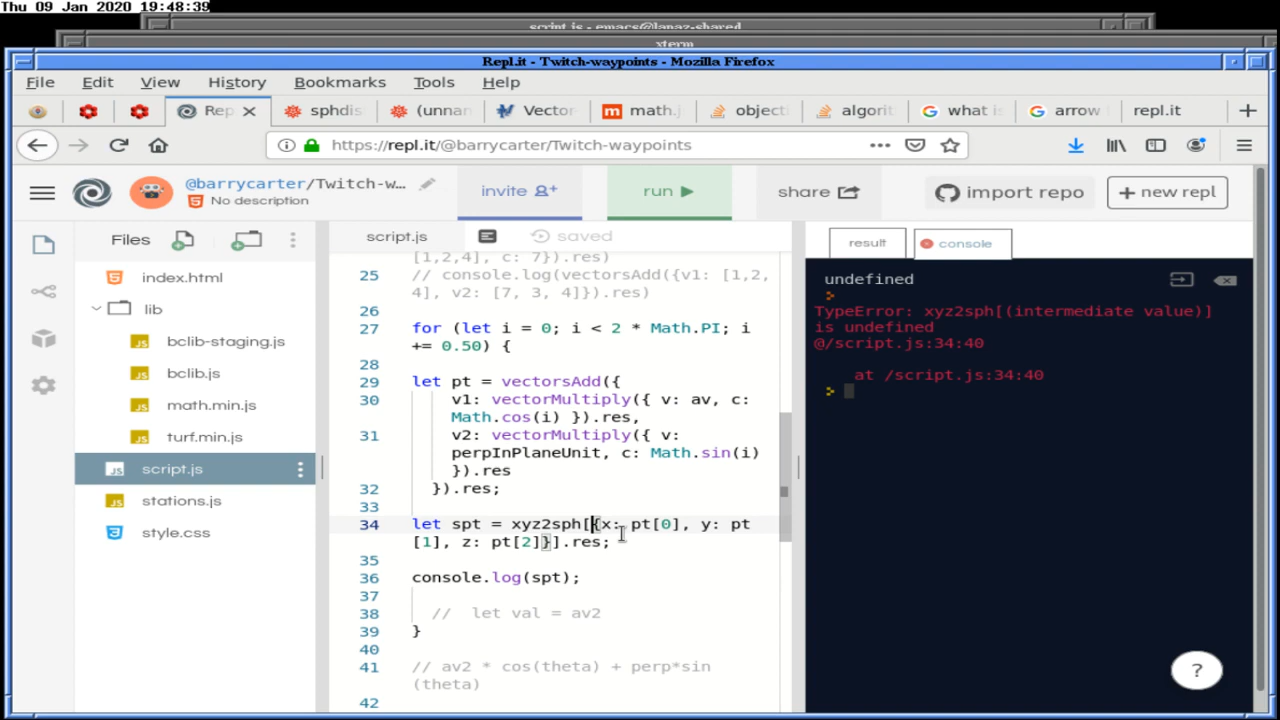 Thu 09 Jan 2020 19:48:39
script.js - emacs@lanaz-shared
xterm
Repl.it - Twitch-waypoints - Mozilla Firefox
File Edit View History Bookmarks Tools Help
Rep sphdis (unnan Vector math.j object algorit what is arrow repl.it
https://repl.it/@barrycarter/Twitch-waypoints
@barrycarter/Twitch-w...
No description
invite
run
share
import repo
+ new repl
Files
index.html
lib
bclib-staging.js
bclib.js
math.min.js
turf.min.js
script.js
stations.js
style.css
script.js
saved
[1,2,4], c: 7}).res)
25 // console.log(vectorsAdd({v1: [1,2,
4], v2: [7, 3, 4]}).res)
26
27 for (let i = 0; i < 2 * Math.PI; i
+= 0.50) {
28
29 let pt = vectorsAdd({
30 v1: vectorMultiply({ v: av, c:
Math.cos(i) }).res,
31 v2: vectorMultiply({ v:
perpInPlaneUnit, c: Math.sin(i)
}).res
32 }).res;
33
34 let spt = xyz2sph[{x: pt[0], y: pt
[1], z: pt[2]}].res;
35
36 console.log(spt);
37
38 // let val = av2
39 }
40
41 // av2 * cos(theta) + perp*sin
(theta)
42
result
console
undefined
>
TypeError: xyz2sph[(intermediate value)]
is undefined
@/script.js:34:40
at /script.js:34:40
>
?